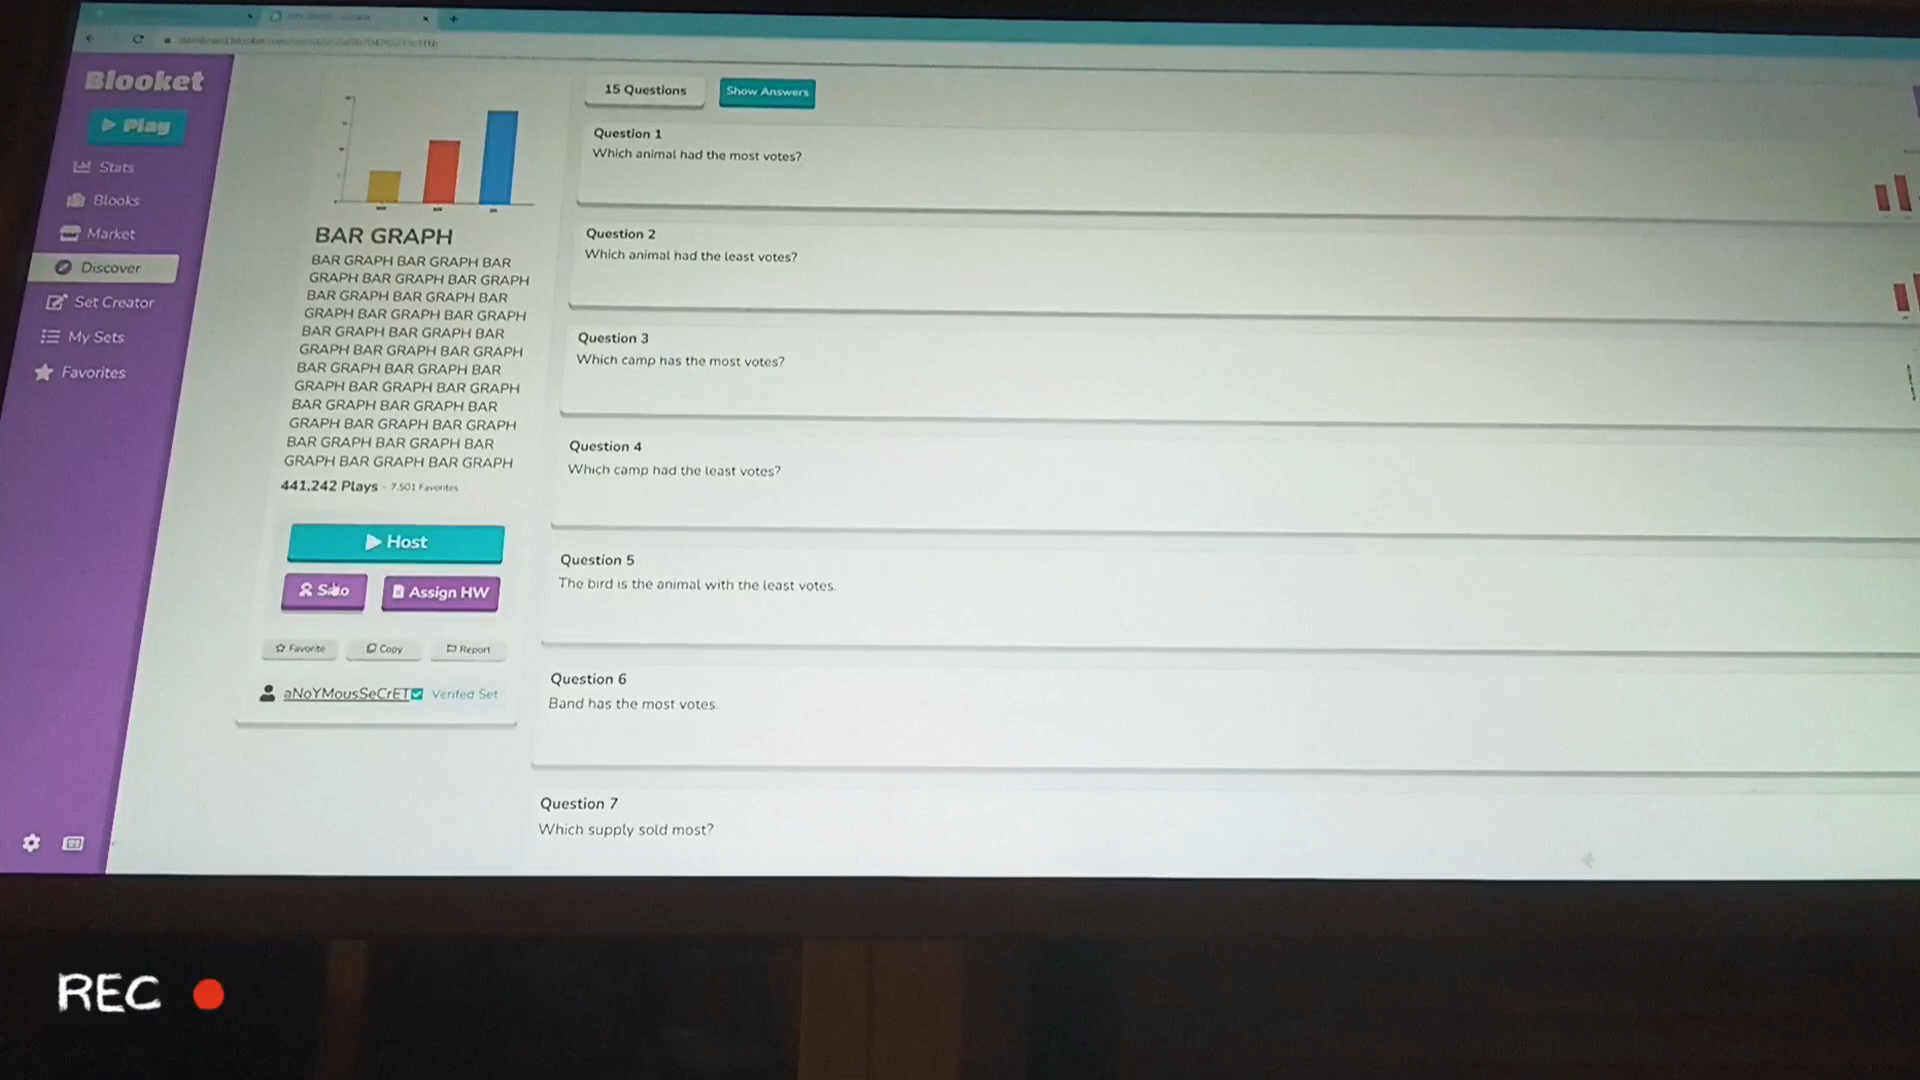 Blooket
Play
Stats
Blooks
Market
Discover
Set Creator
My Sets
Favorites
BAR GRAPH
BAR GRAPH BAR GRAPH BAR
GRAPH BAR GRAPH BAR GRAPH
BAR GRAPH BAR GRAPH BAR
GRAPH BAR GRAPH BAR GRAPH
BAR GRAPH BAR GRAPH BAR
GRAPH BAR GRAPH BAR GRAPH
BAR GRAPH BAR GRAPH BAR
GRAPH BAR GRAPH BAR GRAPH
BAR GRAPH BAR GRAPH BAR
GRAPH BAR GRAPH BAR GRAPH
BAR GRAPH BAR GRAPH BAR
GRAPH BAR GRAPH BAR GRAPH
441,242 Plays - 7,501 Favorites
Host
Solo Assign HW
Favorite Copy Report
aNoYMousSeCrET Verifed Set
15 Questions Show Answers
Question 1
Which animal had the most votes?
Question 2
Which animal had the least votes?
Question 3
Which camp has the most votes?
Question 4
Which camp had the least votes?
Question 5
The bird is the animal with the least votes.
Question 6
Band has the most votes.
Question 7
Which supply sold most?
REC